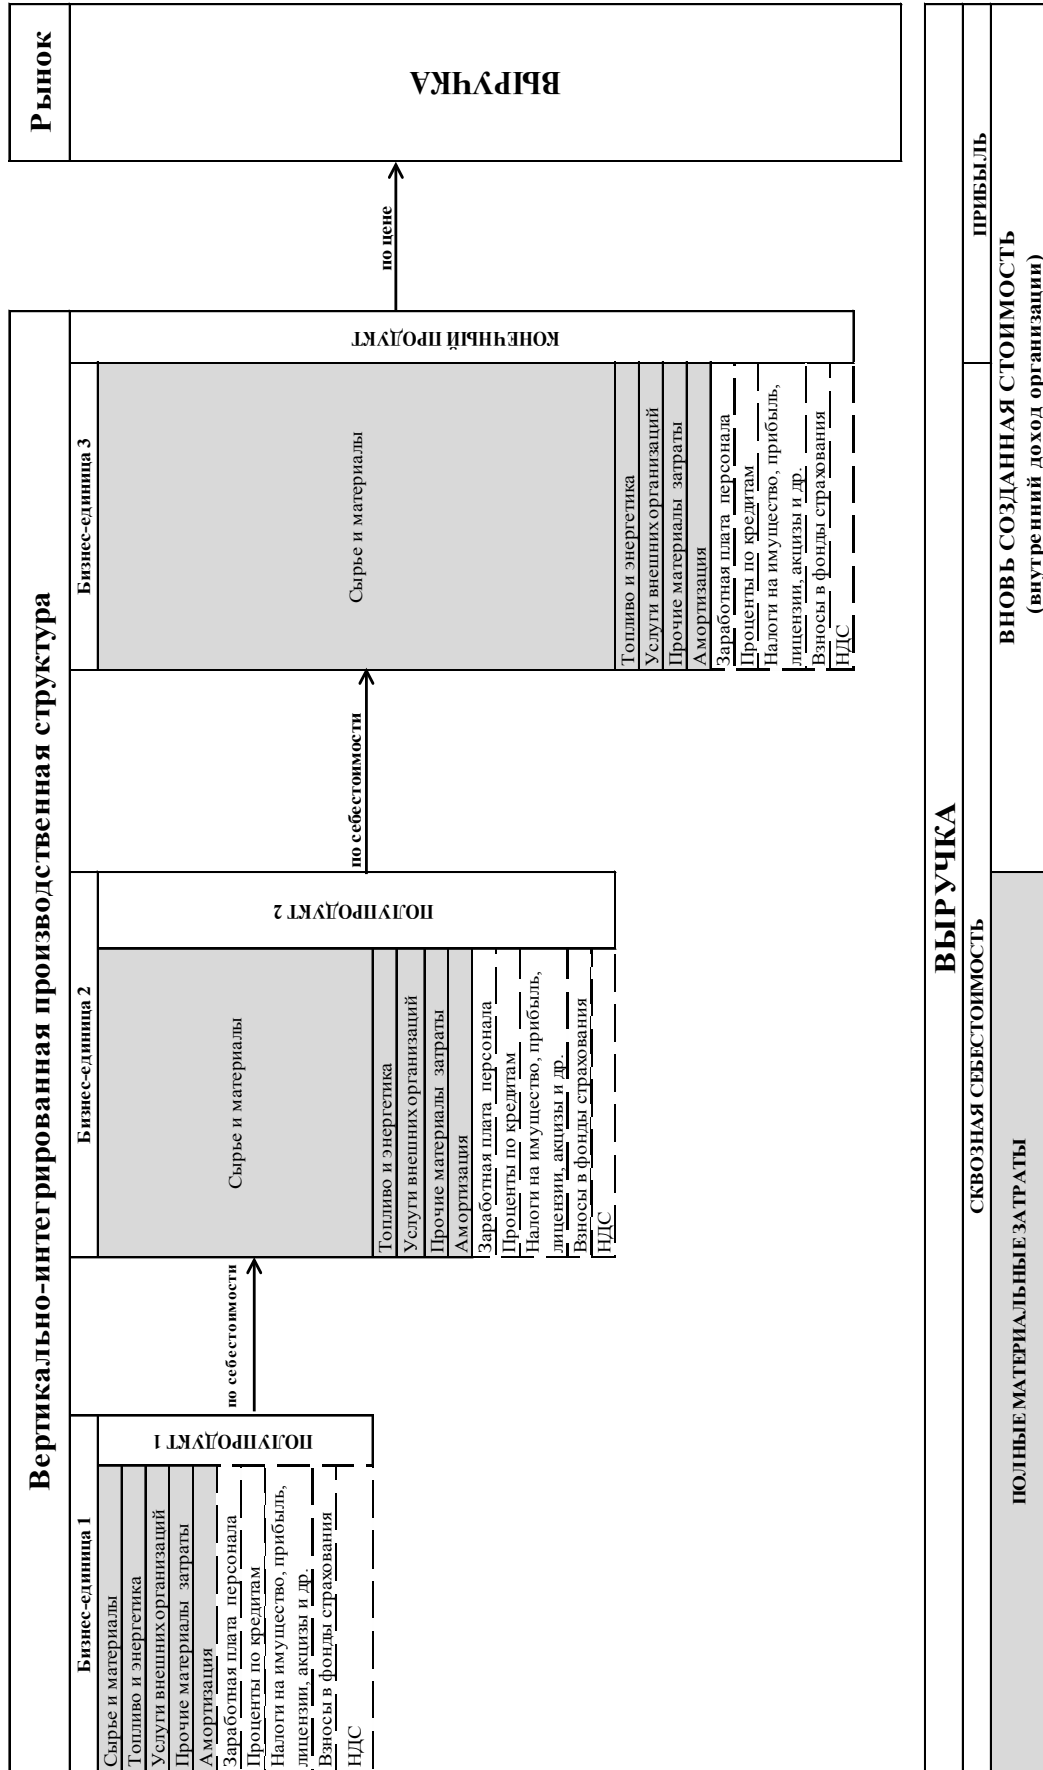 Вертикально-интегрированная производственная структура
Рынок
Бизнес-единица 1
Сырье и материалы
Топливо и энергетика
Услуги внешних организаций
Прочие материалы затраты
Амортизация
Заработная плата персонала
Проценты по кредитам
Налоги на имущество, прибыль,
лицензии, акцизы и др.
Взносы в фонды страхования
НДС
ПОЛУПРОДУКТ 1
по себестоимости
Бизнес-единица 2
Сырье и материалы
Топливо и энергетика
Услуги внешних организаций
Прочие материалы затраты
Амортизация
Заработная плата персонала
Проценты по кредитам
Налоги на имущество, прибыль,
лицензии, акцизы и др.
Взносы в фонды страхования
НДС
ПОЛУПРОДУКТ 2
по себестоимости
Бизнес-единица 3
Сырье и материалы
Топливо и энергетика
Услуги внешних организаций
Прочие материалы затраты
Амортизация
Заработная плата персонала
Проценты по кредитам
Налоги на имущество, прибыль,
лицензии, акцизы и др.
Взносы в фонды страхования
НДС
КОНЕЧНЫЙ ПРОДУКТ
по цене
ВЫРУЧКА
ВЫРУЧКА
СКВОЗНАЯ СЕБЕСТОИМОСТЬ
ПРИБЫЛЬ
ПОЛНЫЕ МАТЕРИАЛЬНЫЕ ЗАТРАТЫ
ВНОВЬ СОЗДАННАЯ СТОИМОСТЬ
(внутренний доход организации)